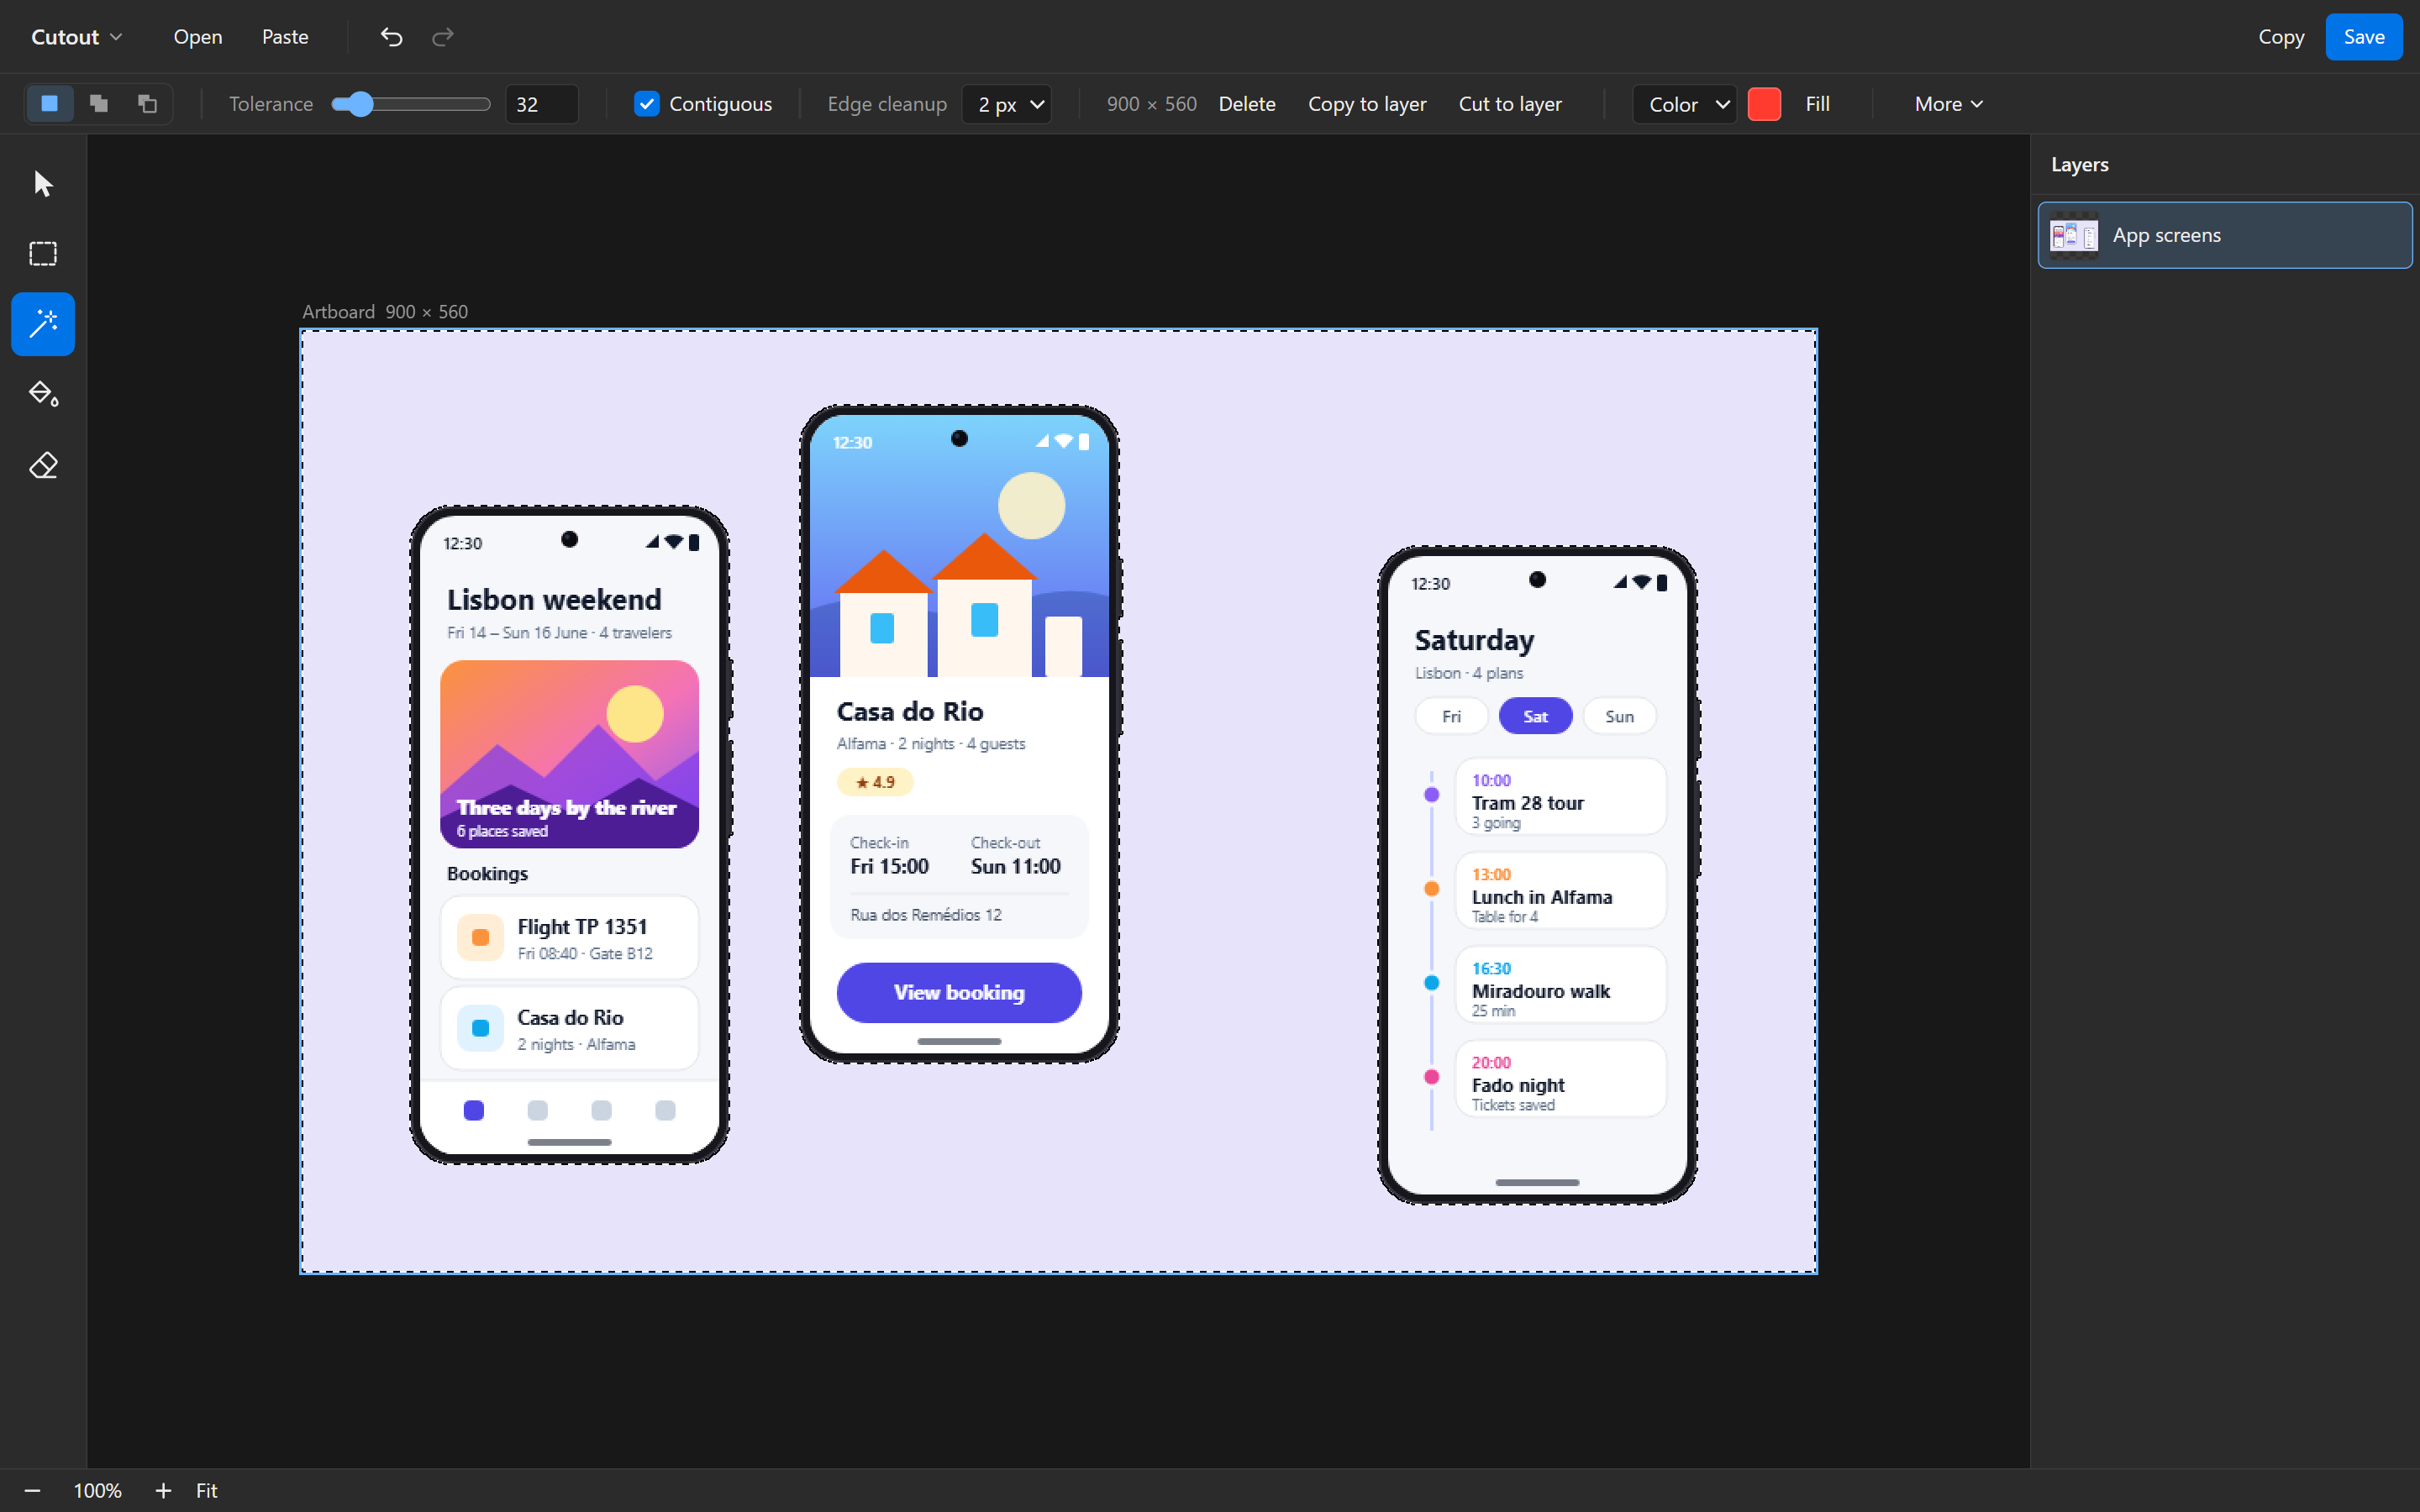 Cutout Open Paste Copy Save
Tolerance 32 Contiguous Edge cleanup 2 px 900 × 560 Delete Copy to layer Cut to layer Color Fill More
Layers
App screens
Artboard 900 × 560
12:30
Lisbon weekend
Fri 14 – Sun 16 June · 4 travelers
Three days by the river
6 places saved
Bookings
Flight TP 1351
Fri 08:40 · Gate B12
Casa do Rio
2 nights · Alfama
12:30
Casa do Rio
Alfama · 2 nights · 4 guests
★ 4.9
Check-in Check-out
Fri 15:00 Sun 11:00
Rua dos Remédios 12
View booking
12:30
Saturday
Lisbon · 4 plans
Fri Sat Sun
10:00
Tram 28 tour
3 going
13:00
Lunch in Alfama
Table for 4
16:30
Miradouro walk
25 min
20:00
Fado night
Tickets saved
100% Fit